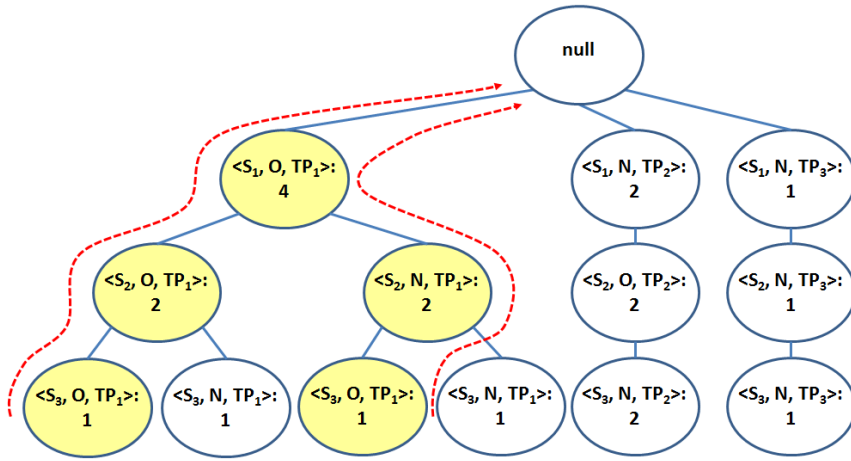 null
<S₁, O, TP₁>:
4
<S₁, N, TP₂>:
2
<S₁, N, TP₃>:
1
<S₂, O, TP₁>:
2
<S₂, N, TP₁>:
2
<S₂, O, TP₂>:
2
<S₂, N, TP₃>:
1
<S₃, O, TP₁>:
1
<S₃, N, TP₁>:
1
<S₃, O, TP₁>:
1
<S₃, N, TP₁>:
1
<S₃, N, TP₂>:
2
<S₃, N, TP₃>:
1